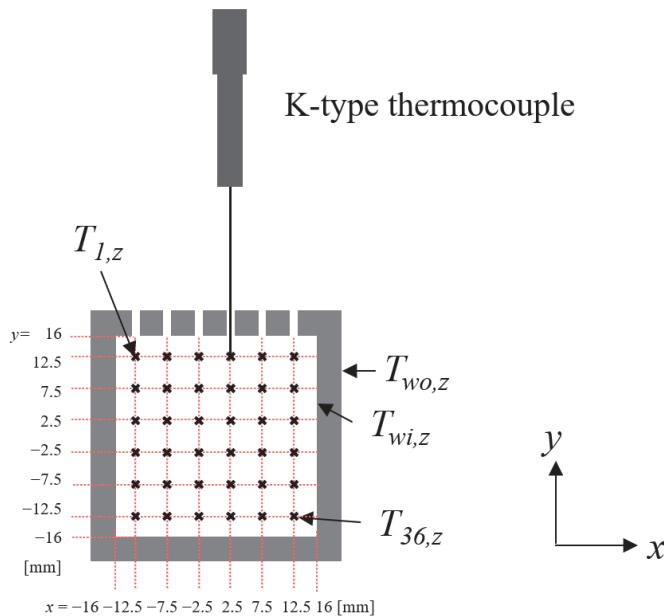 K-type thermocouple
T1,z
y= 16
12.5
7.5
2.5
−2.5
−7.5
−12.5
−16
[mm]
Two,z
Twi,z
T36,z
y
x
x = −16 −12.5 −7.5 −2.5 2.5 7.5 12.5 16 [mm]